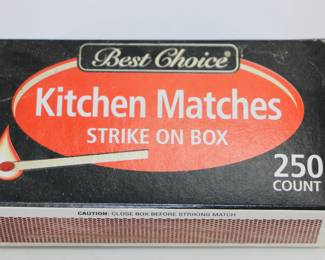 Best Choice®
Kitchen Matches
STRIKE ON BOX
250
COUNT
CAUTION: CLOSE BOX BEFORE STRIKING MATCH